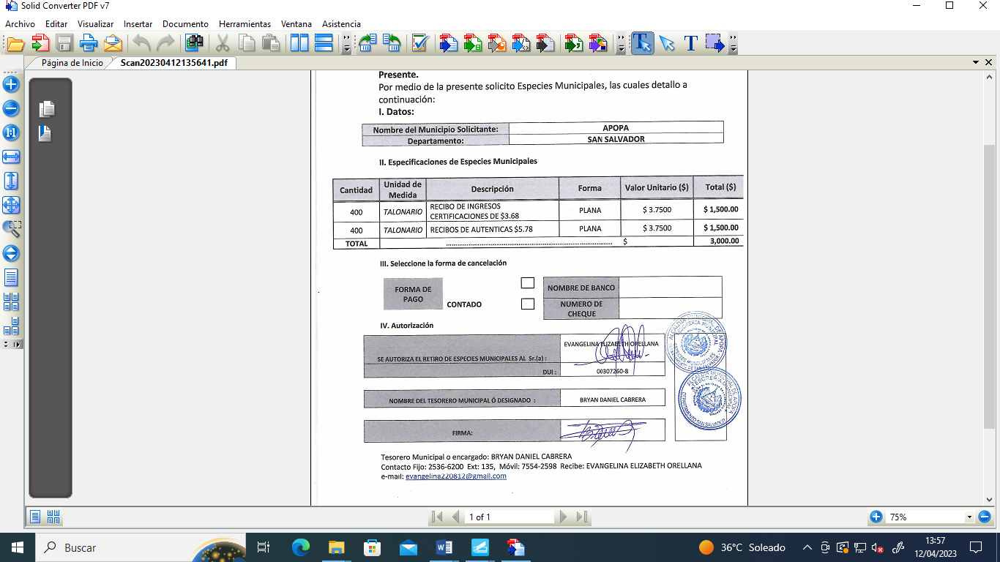 Solid Converter PDF v7
Archivo Editar Visualizar Insertar Documento Herramientas Ventana Asistencia
Página de Inicio Scan20230412135641.pdf
Presente.
Por medio de la presente solicito Especies Municipales, las cuales detallo a
continuación:
I. Datos:
Nombre del Municipio Solicitante: APOPA
Departamento: SAN SALVADOR
II. Especificaciones de Especies Municipales
Cantidad Unidad de Medida Descripción Forma Valor Unitario ($) Total ($)
400 TALONARIO RECIBO DE INGRESOS CERTIFICACIONES DE $3.68 PLANA $ 3.7500 $ 1,500.00
400 TALONARIO RECIBOS DE AUTENTICAS $5.78 PLANA $ 3.7500 $ 1,500.00
TOTAL $ 3,000.00
III. Seleccione la forma de cancelación
FORMA DE PAGO CONTADO
NOMBRE DE BANCO
NUMERO DE CHEQUE
IV. Autorización
SE AUTORIZA EL RETIRO DE ESPECIES MUNICIPALES AL Sr.(a) : EVANGELINA ELIZABETH ORELLANA
DUI : 00307260-8
NOMBRE DEL TESORERO MUNICIPAL Ó DESIGNADO : BRYAN DANIEL CABRERA
FIRMA:
ALCALDIA MUNICIPAL DE APOPA
ESPECIES MUNICIPALES
ALCALDIA MUNICIPAL DE APOPA
TESORERIA MUNICIPAL
DEPARTAMENTO SAN SALVADOR
Tesorero Municipal o encargado: BRYAN DANIEL CABRERA
Contacto Fijo: 2536-6200 Ext: 135, Móvil: 7554-2598 Recibe: EVANGELINA ELIZABETH ORELLANA
e-mail: evangelina220812@gmail.com
1 of 1
75%
Buscar
36°C Soleado
13:57
12/04/2023